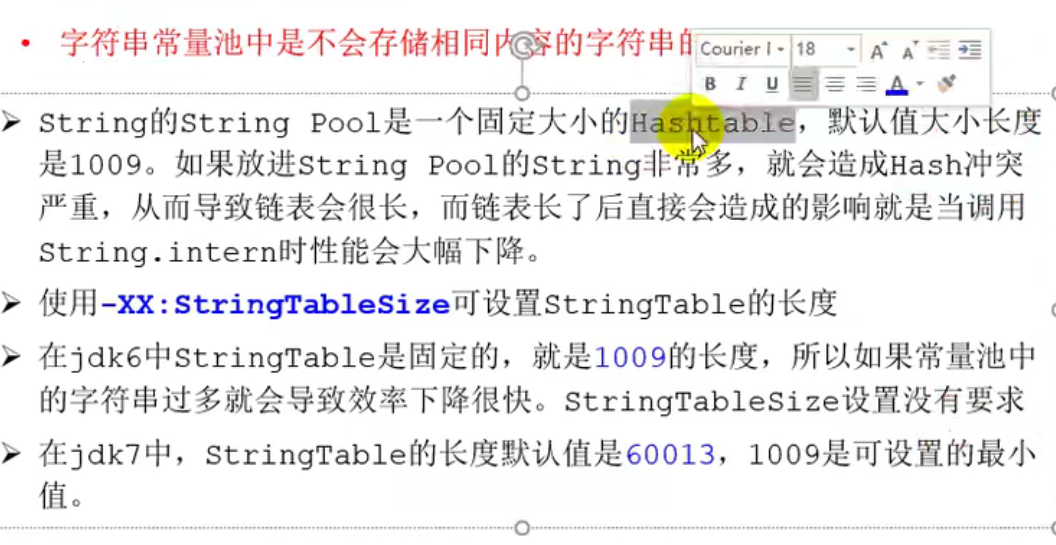 • 字符串常量池中是不会存储相同内容的字符串的
Courier 18
B I U A
➤ String的String Pool是一个固定大小的Hashtable，默认值大小长度
是1009。如果放进String Pool的String非常多，就会造成Hash冲突
严重，从而导致链表会很长，而链表长了后直接会造成的影响就是当调用
String.intern时性能会大幅下降。
➤ 使用-XX:StringTableSize可设置StringTable的长度
➤ 在jdk6中StringTable是固定的，就是1009的长度，所以如果常量池中
的字符串过多就会导致效率下降很快。StringTableSize设置没有要求
➤ 在jdk7中，StringTable的长度默认值是60013，1009是可设置的最小
值。